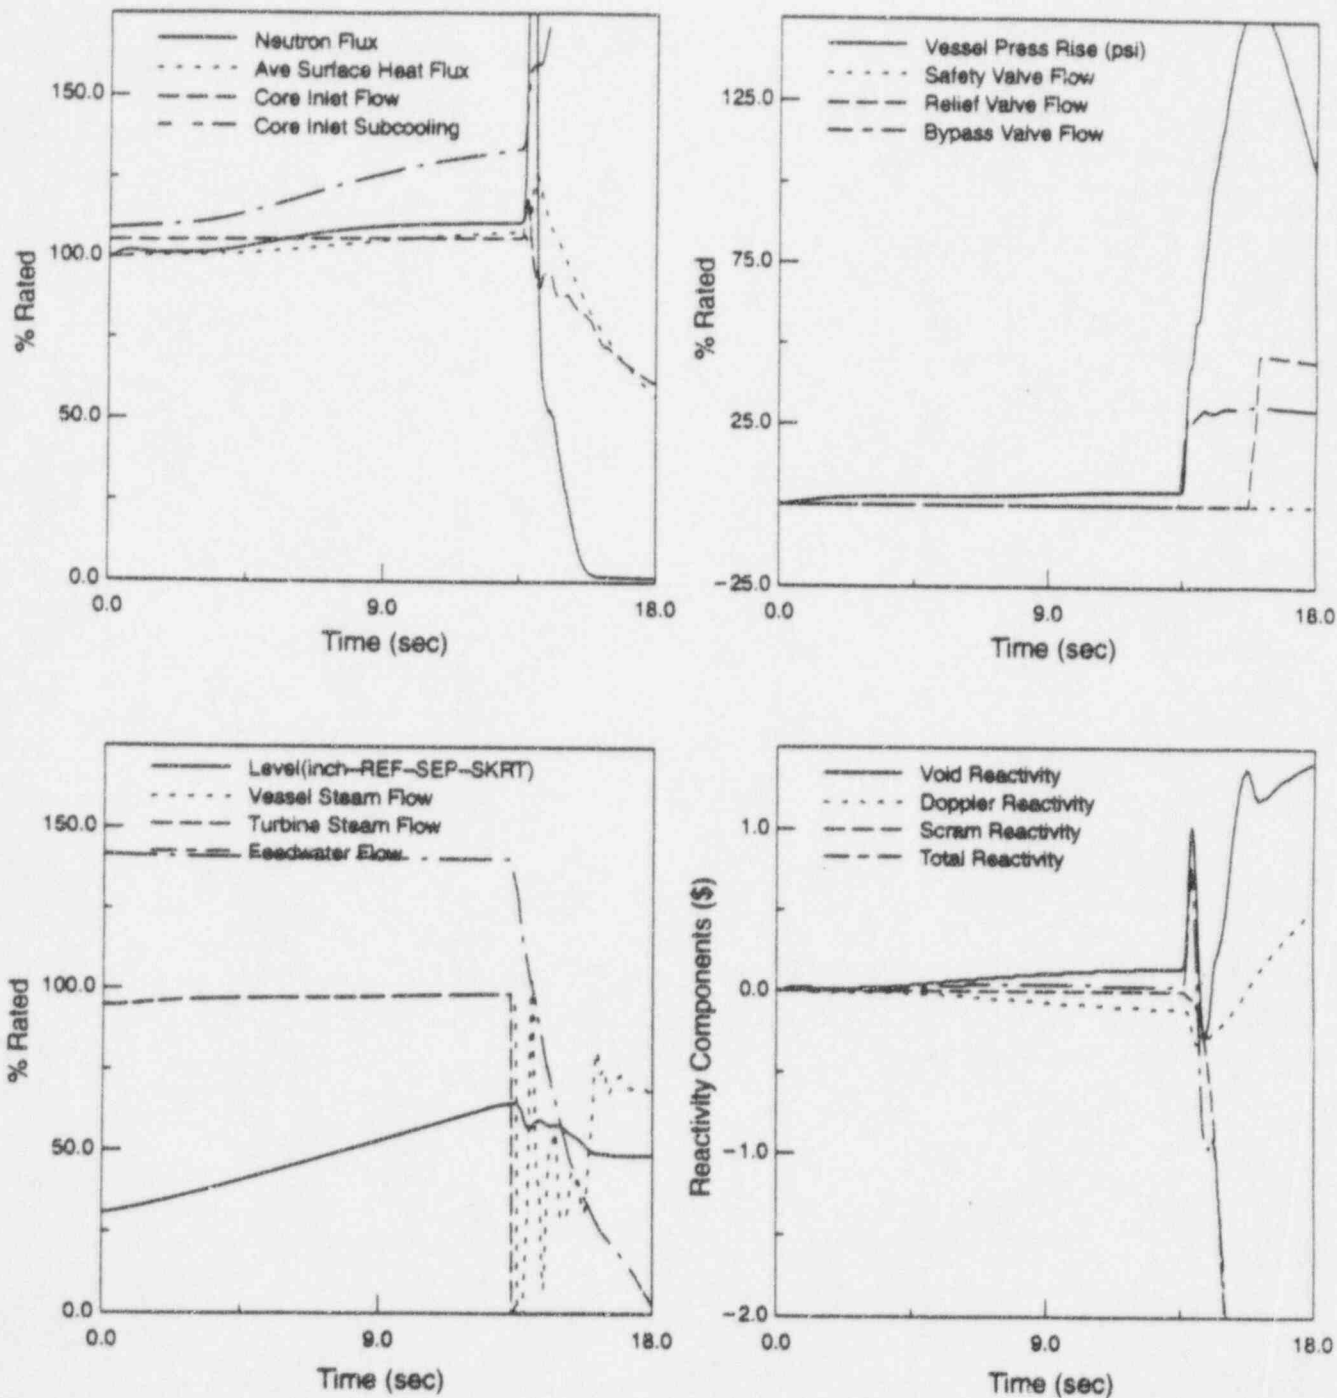 Neutron Flux
Ave Surface Heat Flux
Core Inlet Flow
Core Inlet Subcooling
150.0
100.0
50.0
0.0
% Rated
0.0 9.0 18.0
Time (sec)
Vessel Press Rise (psi)
Safety Valve Flow
Relief Valve Flow
Bypass Valve Flow
125.0
75.0
25.0
-25.0
% Rated
0.0 9.0 18.0
Time (sec)
Level(inch-REF-SEP-SKRT)
Vessel Steam Flow
Turbine Steam Flow
Feedwater Flow
150.0
100.0
50.0
0.0
% Rated
0.0 9.0 18.0
Time (sec)
Void Reactivity
Doppler Reactivity
Scram Reactivity
Total Reactivity
1.0
0.0
-1.0
-2.0
Reactivity Components ($)
0.0 9.0 18.0
Time (sec)